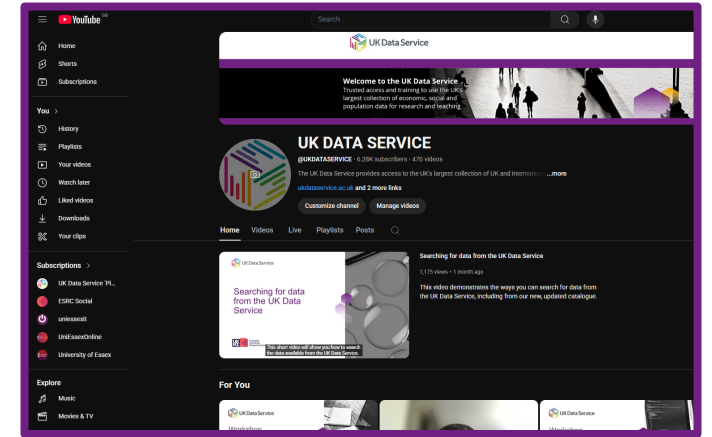 YouTube GB
Search
Home
Shorts
Subscriptions
You >
History
Playlists
Your videos
Watch later
Liked videos
Downloads
Your clips
Subscriptions >
UK Data Service 'Pi...
ESRC Social
uniessexit
UniEssexOnline
University of Essex
Explore
Music
Movies & TV
UK Data Service
Welcome to the UK Data Service
Trusted access and training to use the UK's
largest collection of economic, social and
population data for research and teaching
UK DATA SERVICE
@UKDATASERVICE · 6.28K subscribers · 470 videos
The UK Data Service provides access to the UK's largest collection of UK and ...more
ukdataservice.ac.uk and 2 more links
Customize channel
Manage videos
Home Videos Live Playlists Posts
UK Data Service
Searching for data
from the UK Data
Service
This short video will show you how to search
the data available from the UK Data Service.
Searching for data from the UK Data Service
1,175 views · 1 month ago
This video demonstrates the ways you can search for data from
the UK Data Service, including from our new, updated catalogue.
For You
UK Data Service
Workshop
UK Data Service
Workshop